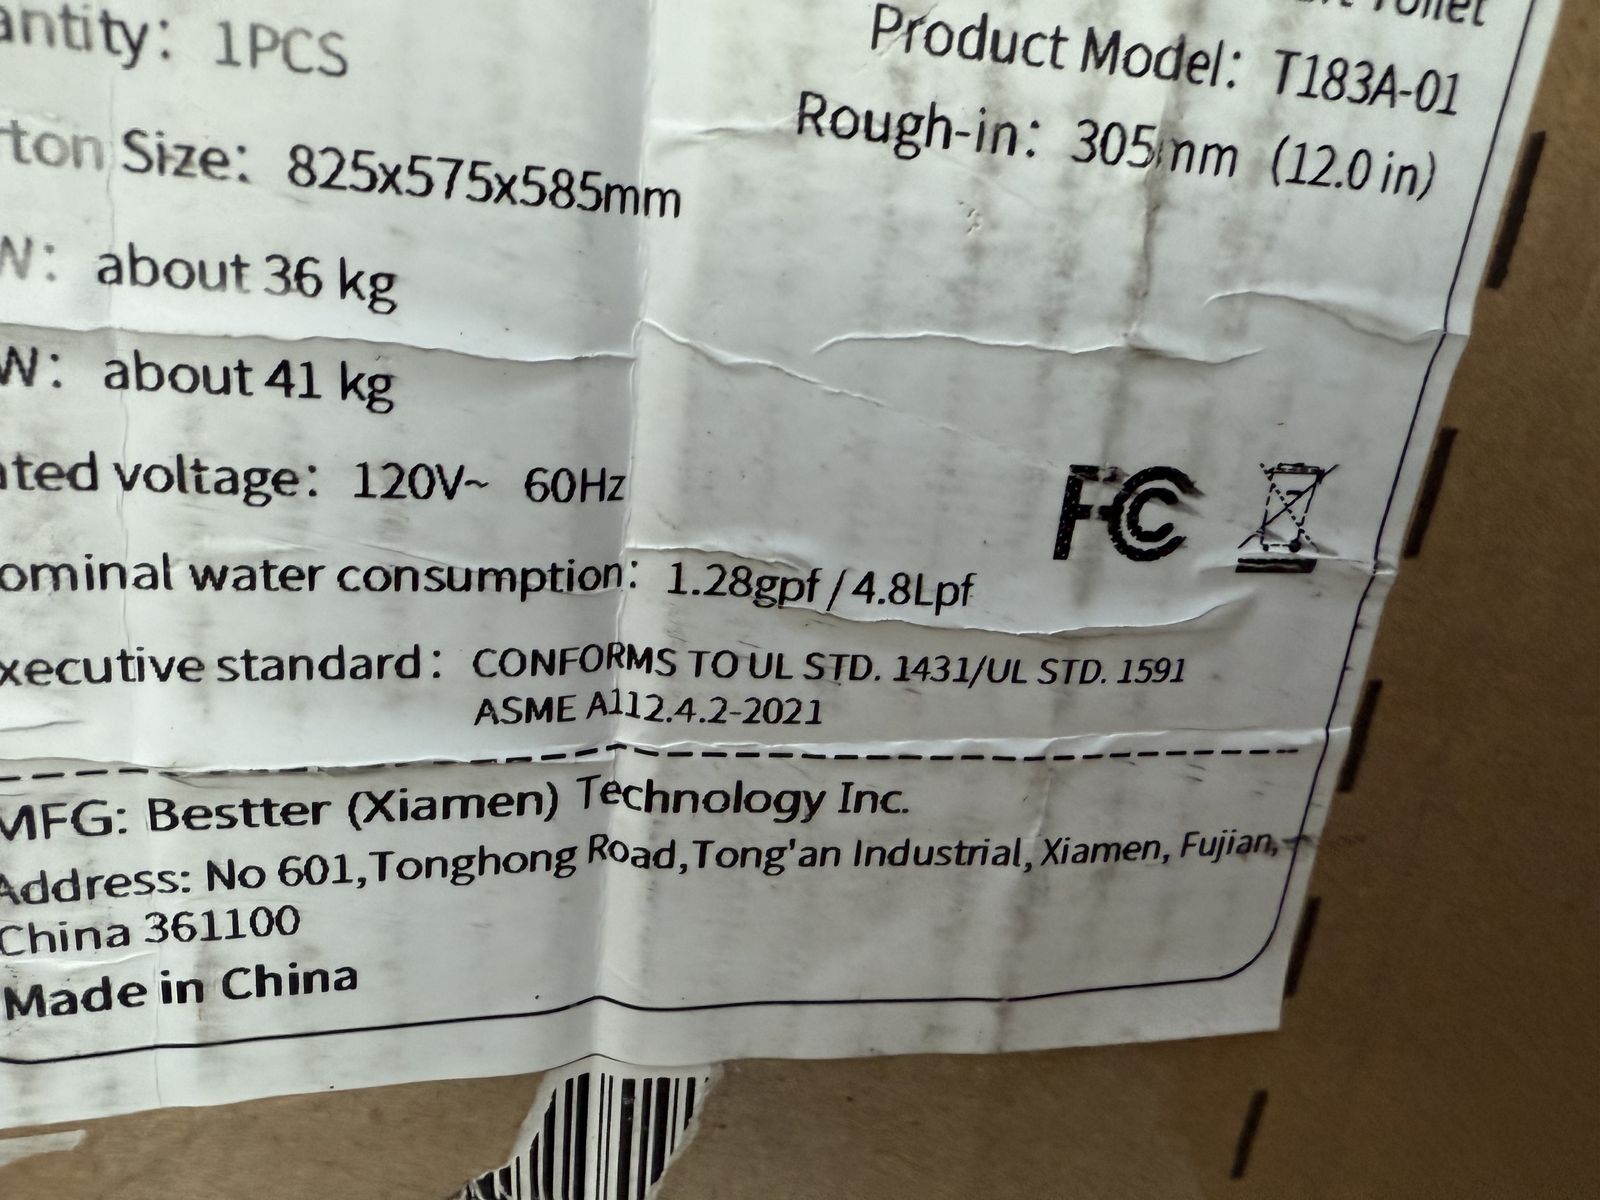 antity: 1PCS
Toilet
Product Model: T183A-01
rton Size: 825x575x585mm
Rough-in: 305mm (12.0 in)
W: about 36 kg
W: about 41 kg
ated voltage: 120V~ 60Hz
FC
ominal water consumption: 1.28gpf / 4.8Lpf
xecutive standard: CONFORMS TO UL STD. 1431/UL STD. 1591
ASME A112.4.2-2021
MFG: Bestter (Xiamen) Technology Inc.
Address: No 601,Tonghong Road,Tong'an Industrial, Xiamen, Fujian,
China 361100
Made in China